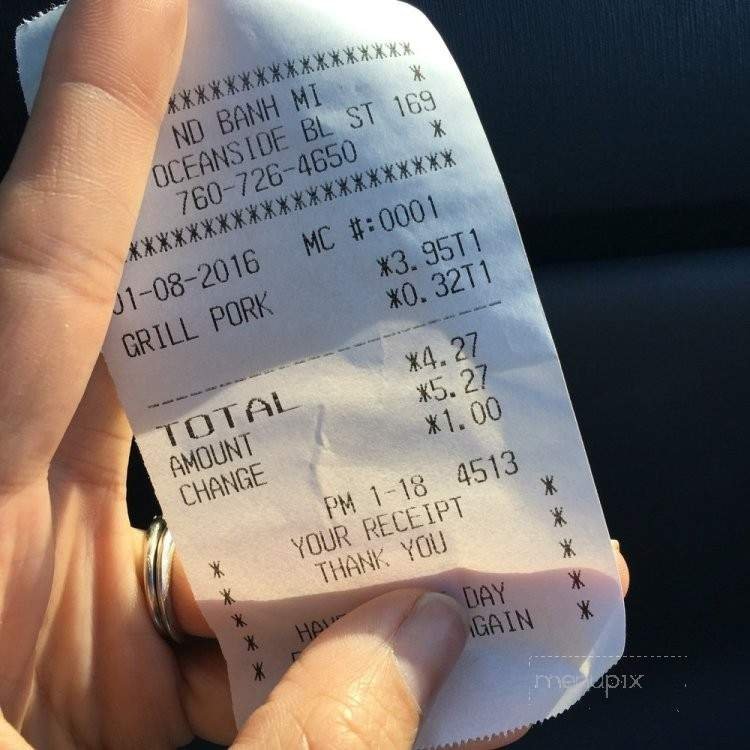 ******************
ND BANH MI *
OCEANSIDE BL ST 169
760-726-4650 *
************************
01-08-2016 MC #:0001
GRILL PORK *3.95T1
*0.32T1
TOTAL *4.27
AMOUNT *5.27
CHANGE *1.00
PM 1-18 4513
* YOUR RECEIPT *
* THANK YOU *
* *
* DAY *
* AGAIN *
menupix